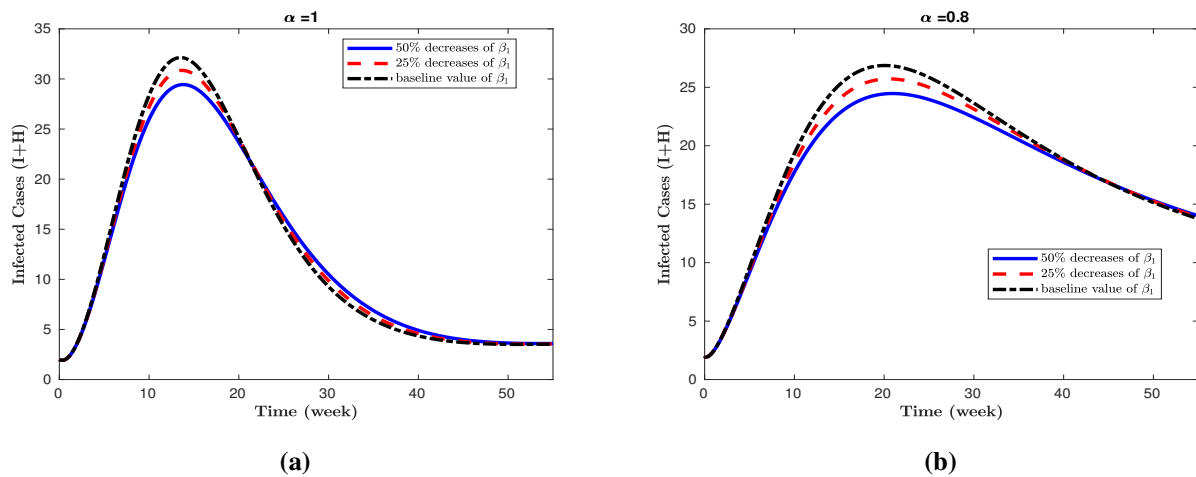 α =1
35
30
25
20
15
10
5
0
Infected Cases (I+H)
50% decreases of β₁
25% decreases of β₁
baseline value of β₁
0 10 20 30 40 50
Time (week)
(a)
α =0.8
30
25
20
15
10
5
0
Infected Cases (I+H)
50% decreases of β₁
25% decreases of β₁
baseline value of β₁
0 10 20 30 40 50
Time (week)
(b)